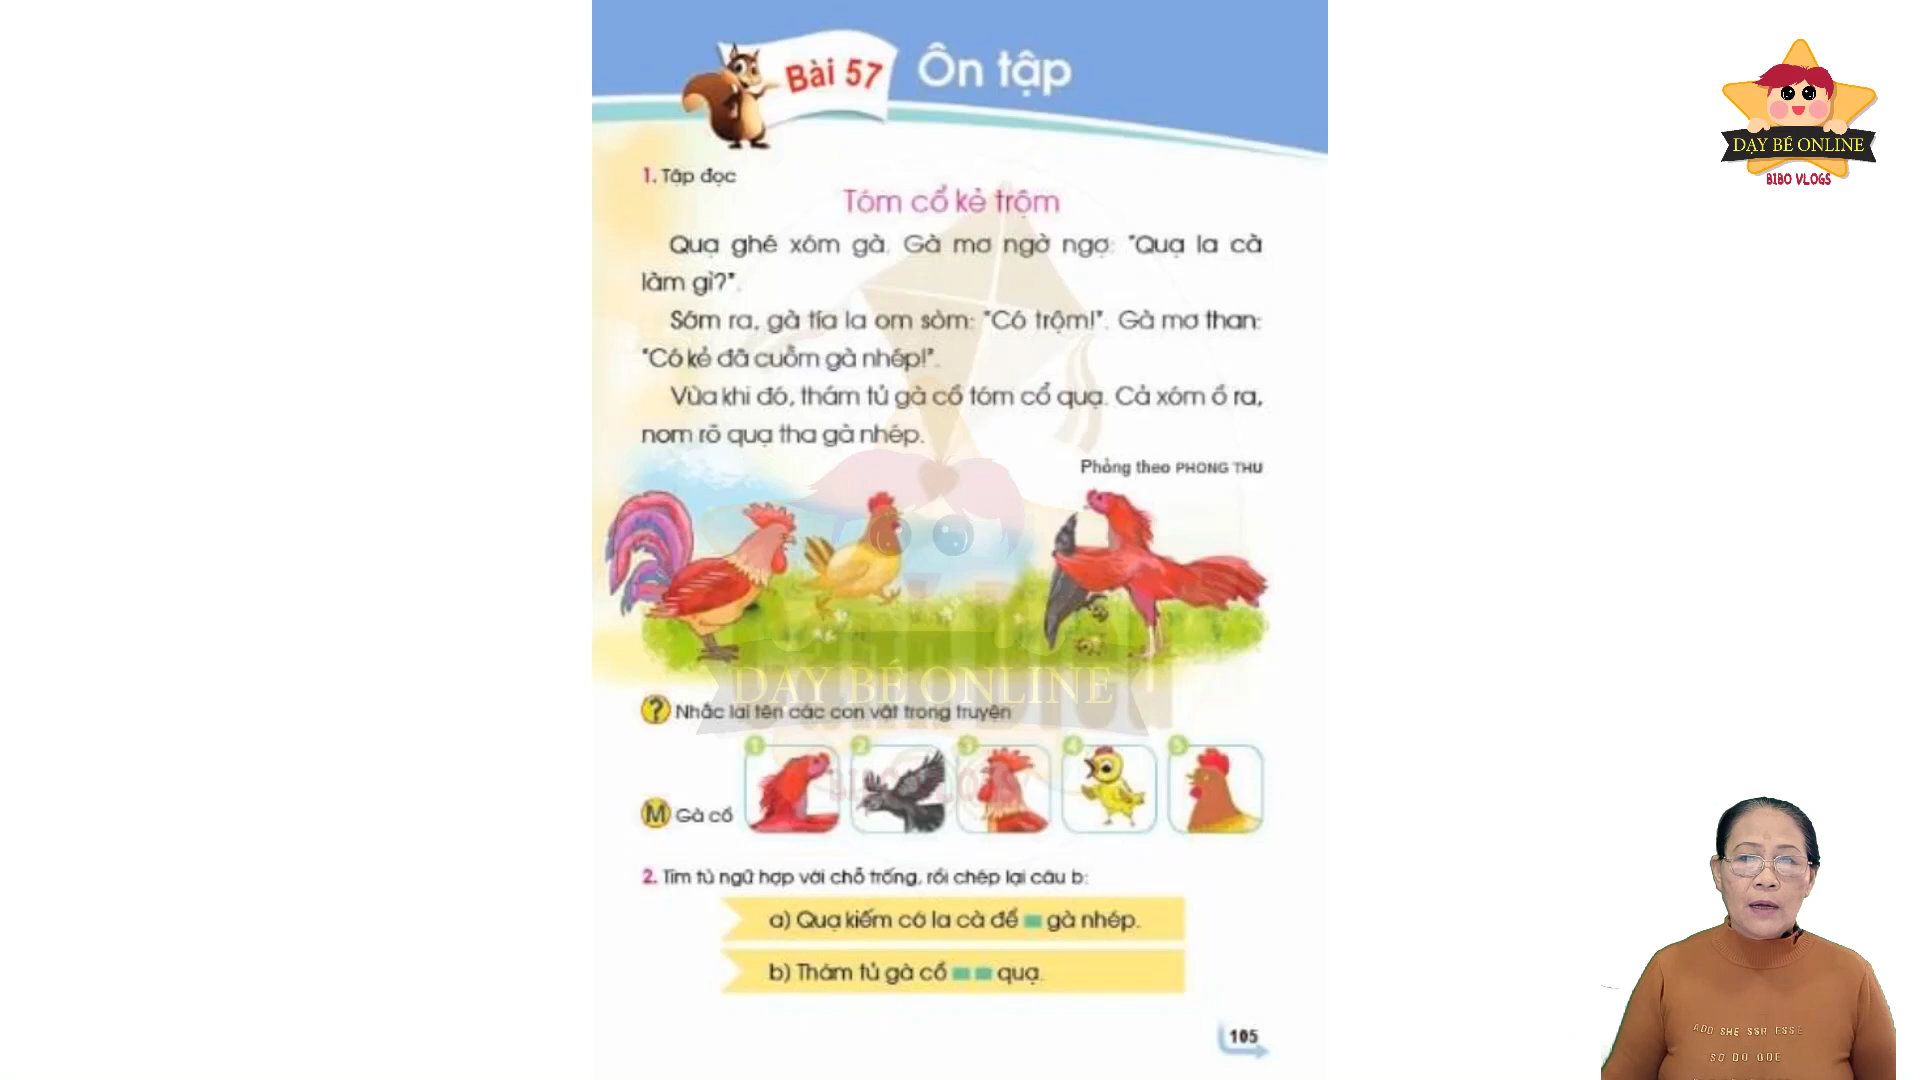 Bài 57
Ôn tập
DẠY BÉ ONLINE
BIBO VLOGS
1. Tập đọc
Tóm cổ kẻ trộm
Quạ ghé xóm gà. Gà mơ ngờ ngợ: "Quạ la cà
làm gì?".
Sớm ra, gà tía la om sòm: "Có trộm!". Gà mơ than:
"Có kẻ đã cuỗm gà nhép!".
Vừa khi đó, thám tử gà cồ tóm cổ quạ. Cả xóm ồ ra,
nom rõ quạ tha gà nhép.
Phỏng theo PHONG THU
DẠY BÉ ONLINE
? Nhắc lại tên các con vật trong truyện
1 2 3 4 5
BIBO VLOGS
M Gà cồ
2. Tìm từ ngữ hợp với chỗ trống, rồi chép lại câu b:
a) Quạ kiếm cớ la cà để gà nhép.
b) Thám tử gà cồ quạ.
105